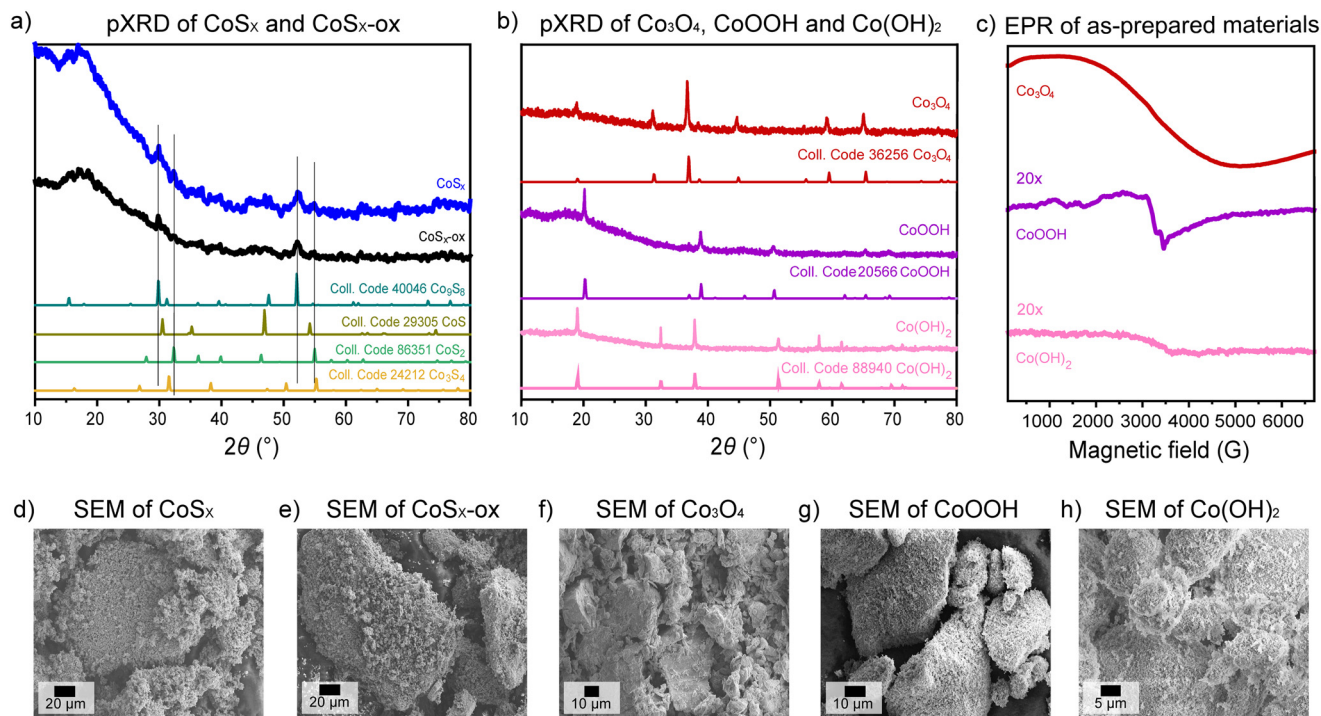 a) pXRD of CoSₓ and CoSₓ-ox
CoSₓ
CoSₓ-ox
Coll. Code 40046 Co₉S₈
Coll. Code 29305 CoS
Coll. Code 86351 CoS₂
Coll. Code 24212 Co₃S₄
10 20 30 40 50 60 70 80
2θ (°)
b) pXRD of Co₃O₄, CoOOH and Co(OH)₂
Co₃O₄
Coll. Code 36256 Co₃O₄
CoOOH
Coll. Code20566 CoOOH
Co(OH)₂
Coll. Code 88940 Co(OH)₂
10 20 30 40 50 60 70 80
2θ (°)
c) EPR of as-prepared materials
Co₃O₄
20x
CoOOH
20x
Co(OH)₂
1000 2000 3000 4000 5000 6000
Magnetic field (G)
d) SEM of CoSₓ
20 µm
e) SEM of CoSₓ-ox
20 µm
f) SEM of Co₃O₄
10 µm
g) SEM of CoOOH
10 µm
h) SEM of Co(OH)₂
5 µm